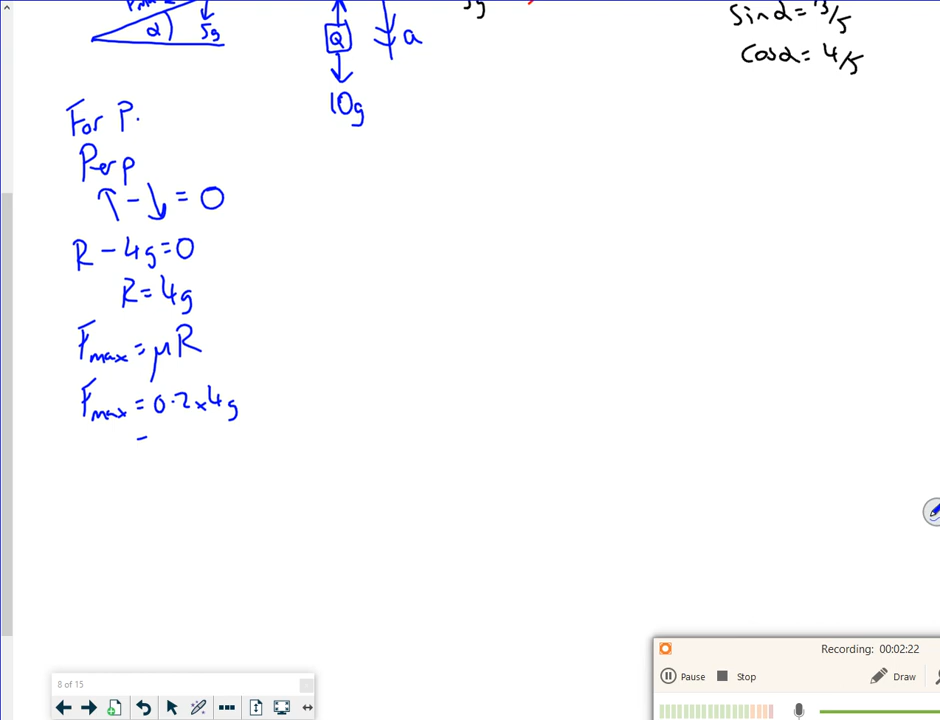 α 5g
Q a
10g
sin α = 3/5
cos α = 4/5
For P.
Perp
↑ - ↓ = 0
R - 4g = 0
R = 4g
Fmax = μR
Fmax = 0.2 x 4g
=
Recording: 00:02:22
Pause Stop Draw
8 of 15